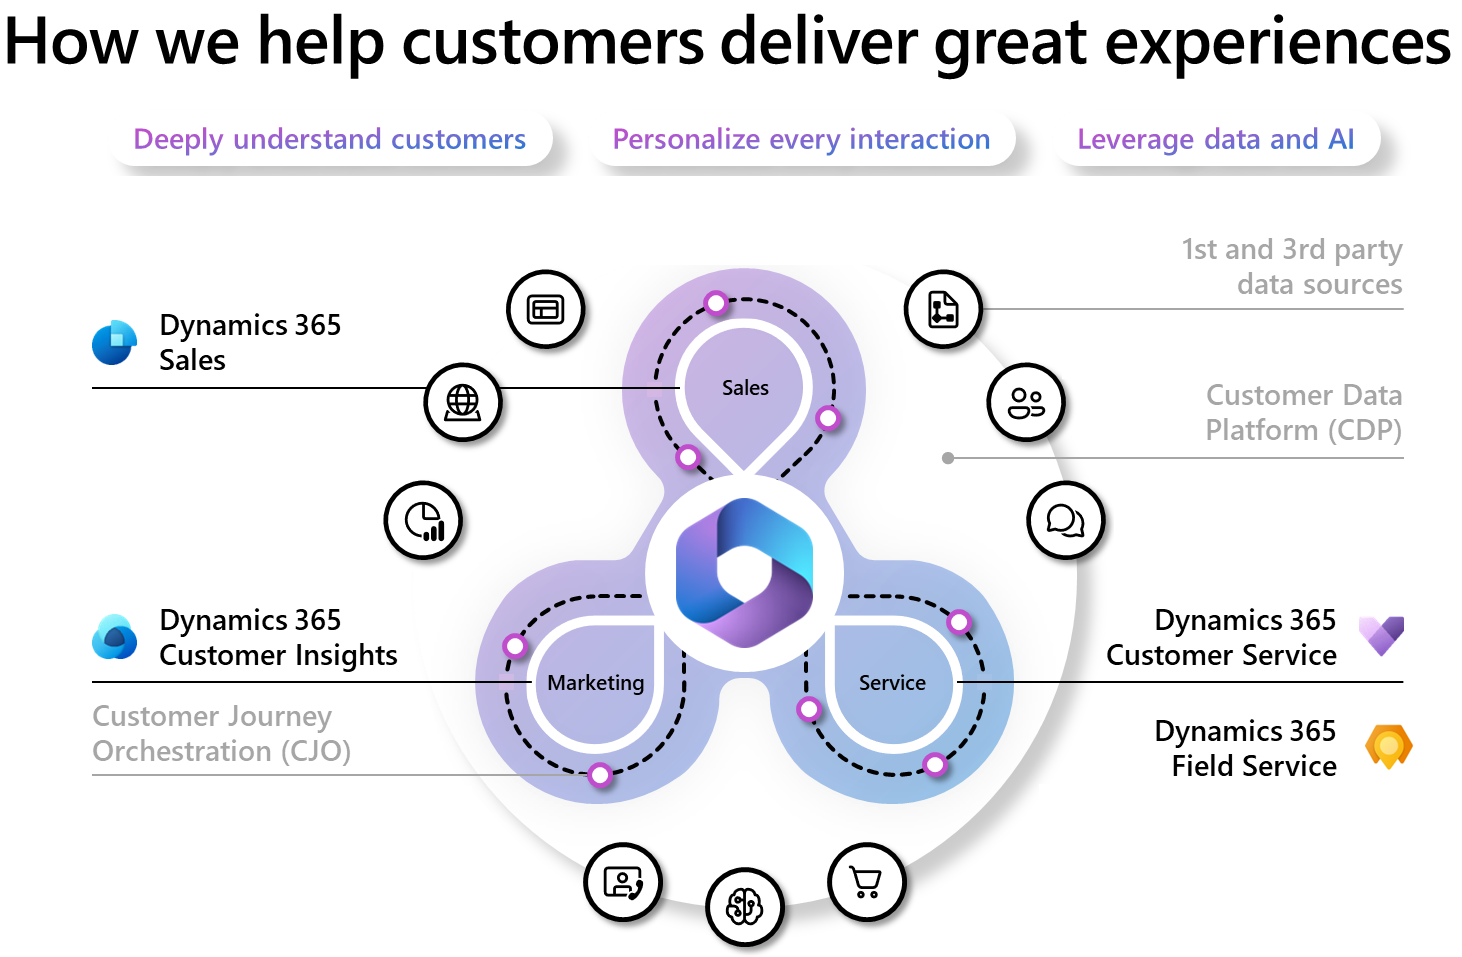 How we help customers deliver great experiences
Deeply understand customers
Personalize every interaction
Leverage data and AI
1st and 3rd party
data sources
Dynamics 365
Sales
Sales
Customer Data
Platform (CDP)
Dynamics 365
Customer Insights
Marketing
Service
Dynamics 365
Customer Service
Customer Journey
Orchestration (CJO)
Dynamics 365
Field Service